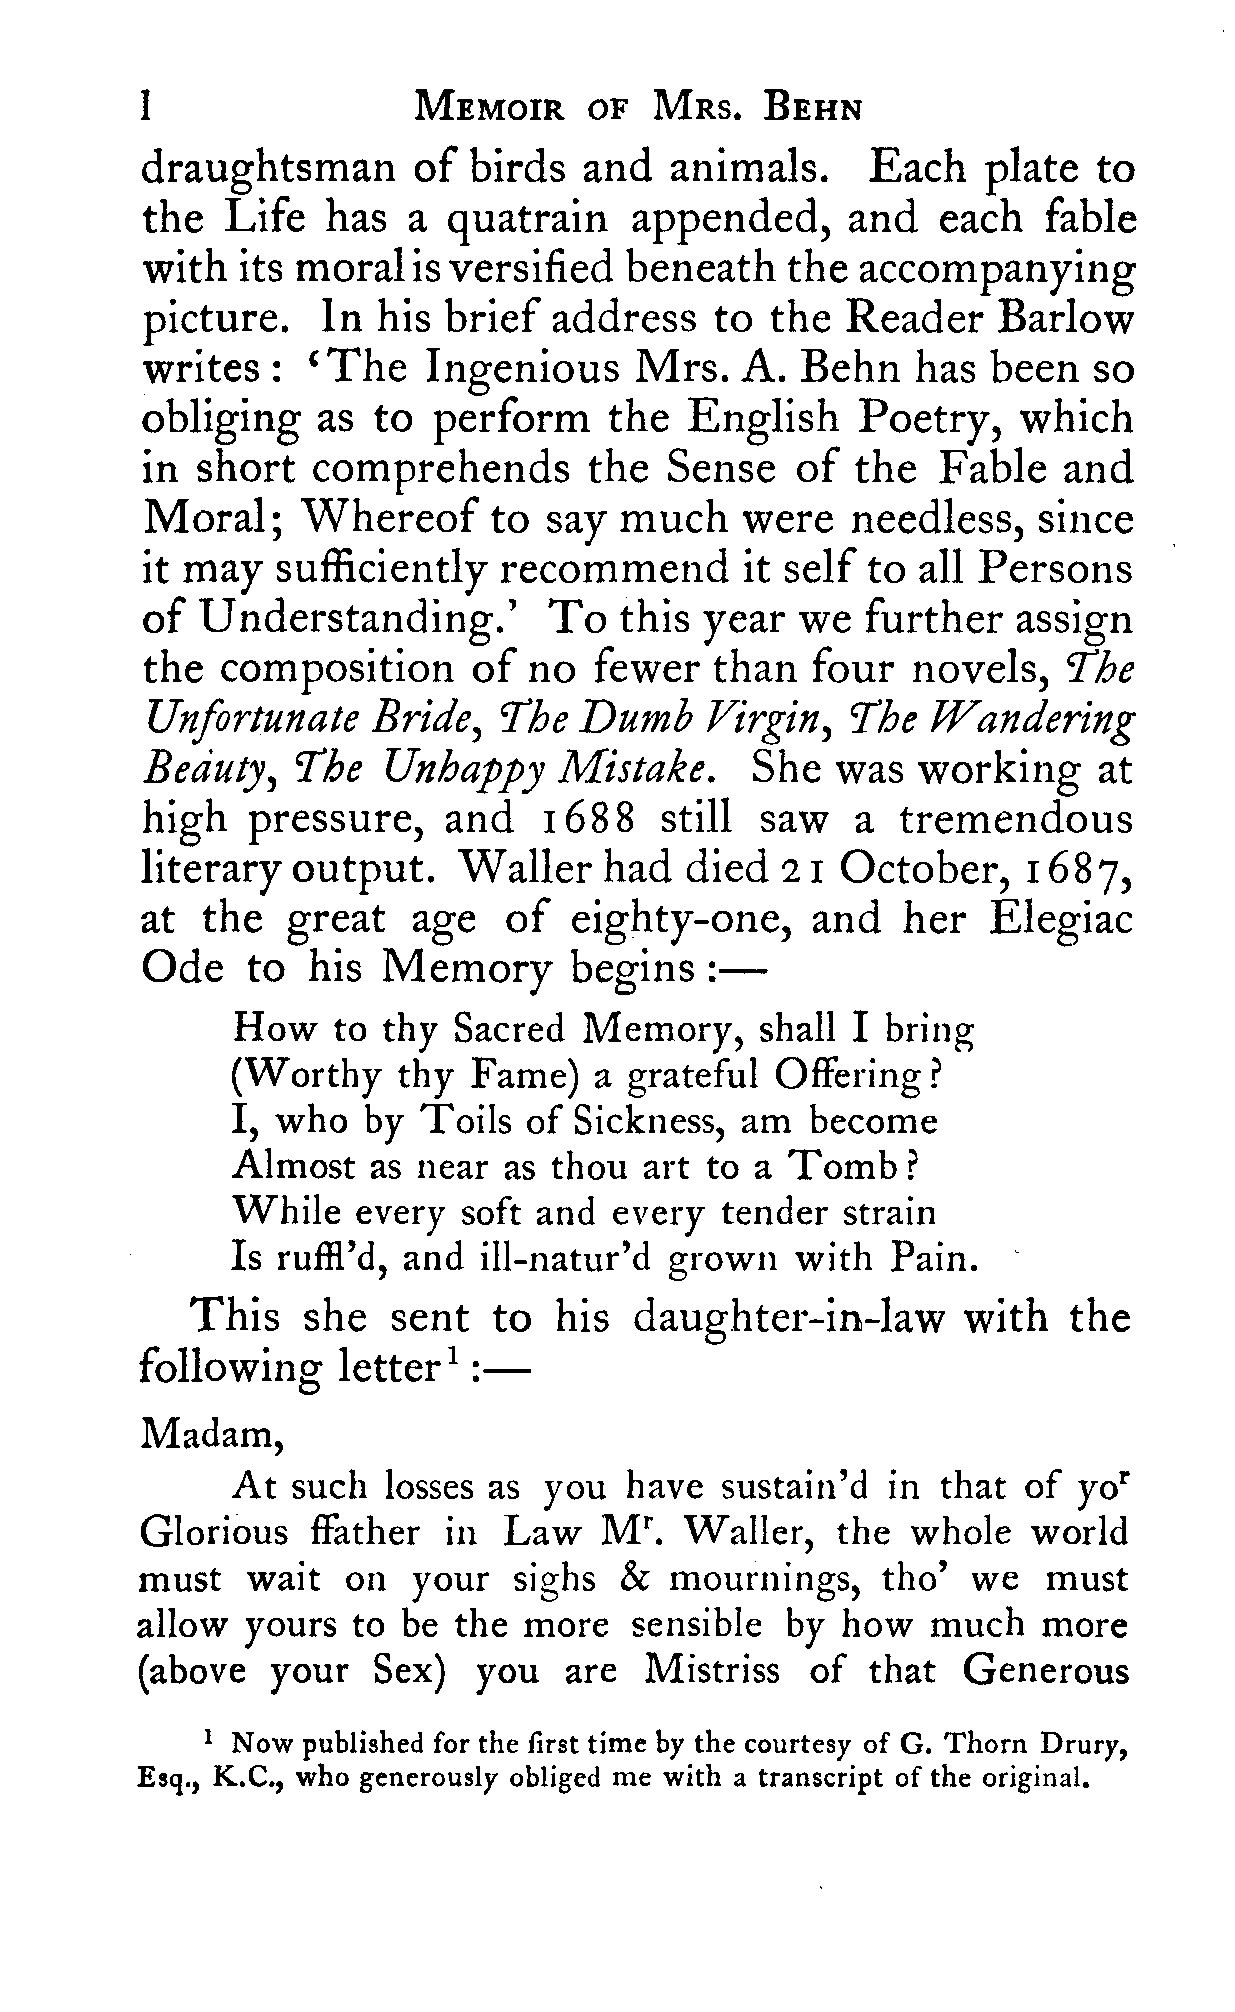 l Memoir of Mrs. Behn
draughtsman of birds and animals. Each plate to
the Life has a quatrain appended, and each fable
with its moral is versified beneath the accompanying
picture. In his brief address to the Reader Barlow
writes : ‘The Ingenious Mrs. A. Behn has been so
obliging as to perform the English Poetry, which
in short comprehends the Sense of the Fable and
Moral; Whereof to say much were needless, since
it may sufficiently recommend it self to all Persons
of Understanding.’ To this year we further assign
the composition of no fewer than four novels, The
Unfortunate Bride, The Dumb Virgin, The Wandering
Beauty, The Unhappy Mistake. She was working at
high pressure, and 1688 still saw a tremendous
literary output. Waller had died 21 October, 1687,
at the great age of eighty-one, and her Elegiac
Ode to his Memory begins :—
How to thy Sacred Memory, shall I bring
(Worthy thy Fame) a grateful Offering?
I, who by Toils of Sickness, am become
Almost as near as thou art to a Tomb?
While every soft and every tender strain
Is ruffl’d, and ill-natur’d grown with Pain.
This she sent to his daughter-in-law with the
following letter¹ :—
Madam,
At such losses as you have sustain’d in that of yoʳ
Glorious ffather in Law Mʳ. Waller, the whole world
must wait on your sighs & mournings, tho’ we must
allow yours to be the more sensible by how much more
(above your Sex) you are Mistriss of that Generous
¹ Now published for the first time by the courtesy of G. Thorn Drury,
Esq., K.C., who generously obliged me with a transcript of the original.